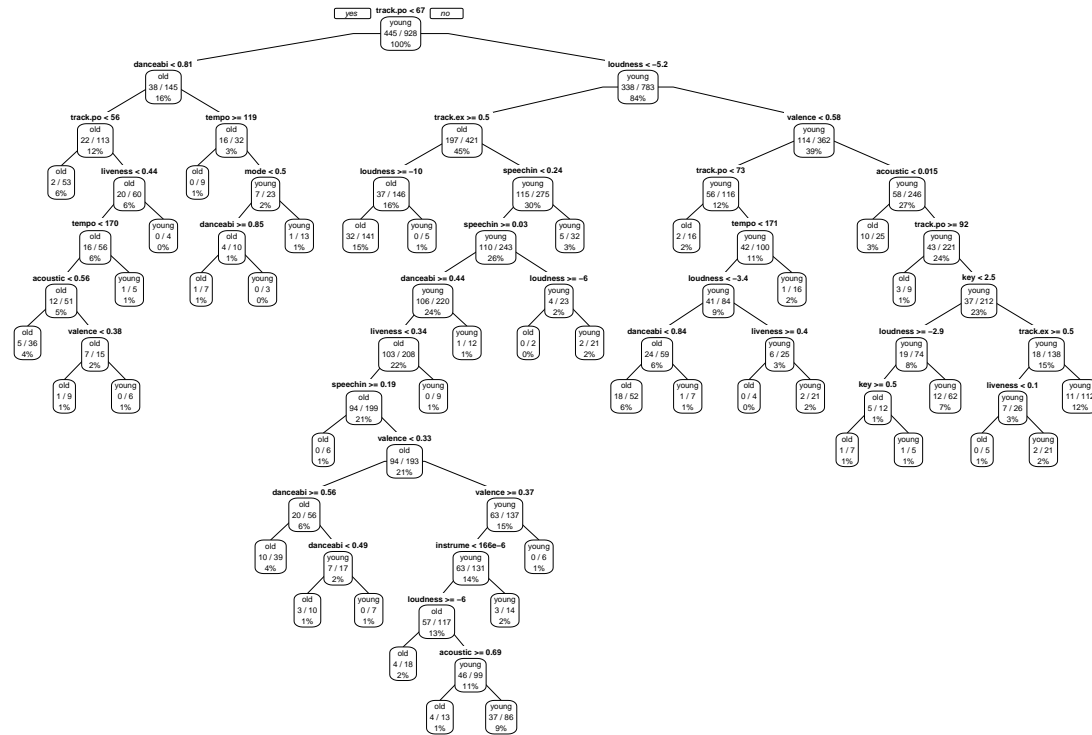 track.po < 67
yes
no
young
445 / 928
100%
danceabi < 0.81
loudness < −5.2
old
38 / 145
16%
young
338 / 783
84%
track.po < 56
tempo >= 119
track.ex >= 0.5
valence < 0.58
old
22 / 113
12%
old
16 / 32
3%
old
197 / 421
45%
young
114 / 362
39%
liveness < 0.44
mode < 0.5
loudness >= −10
speechin < 0.24
track.po < 73
acoustic < 0.015
old
2 / 53
6%
old
20 / 60
6%
old
0 / 9
1%
young
7 / 23
2%
old
37 / 146
16%
young
115 / 275
30%
young
56 / 116
12%
young
58 / 246
27%
tempo < 170
danceabi >= 0.85
speechin >= 0.03
tempo < 171
track.po >= 92
old
16 / 56
6%
young
0 / 4
0%
old
4 / 10
1%
young
1 / 13
1%
old
32 / 141
15%
young
0 / 5
1%
old
110 / 243
26%
young
5 / 32
3%
old
2 / 16
2%
young
42 / 100
11%
old
10 / 25
3%
young
43 / 221
24%
acoustic < 0.56
danceabi >= 0.44
loudness >= −6
loudness < −3.4
key < 2.5
old
12 / 51
5%
young
1 / 5
1%
old
1 / 7
1%
young
0 / 3
0%
old
106 / 220
24%
young
4 / 23
2%
young
41 / 84
9%
young
1 / 16
2%
old
3 / 9
1%
young
37 / 212
23%
valence < 0.38
liveness < 0.34
danceabi < 0.84
liveness >= 0.4
loudness >= −2.9
track.ex >= 0.5
old
5 / 36
4%
old
7 / 15
2%
old
103 / 208
22%
young
1 / 12
1%
old
0 / 2
0%
young
2 / 21
2%
old
24 / 59
6%
young
6 / 25
3%
young
19 / 74
8%
young
18 / 138
15%
speechin >= 0.19
key >= 0.5
liveness < 0.1
old
1 / 9
1%
young
0 / 6
1%
old
94 / 199
21%
young
0 / 9
1%
old
18 / 52
6%
young
1 / 7
1%
old
0 / 4
0%
young
2 / 21
2%
old
5 / 12
1%
young
12 / 62
7%
young
7 / 26
3%
young
11 / 112
12%
valence < 0.33
old
0 / 6
1%
old
94 / 193
21%
old
1 / 7
1%
young
1 / 5
1%
old
0 / 5
1%
young
2 / 21
2%
danceabi >= 0.56
valence >= 0.37
old
20 / 56
6%
young
63 / 137
15%
danceabi < 0.49
instrume < 166e−6
old
10 / 39
4%
young
7 / 17
2%
young
63 / 131
14%
young
0 / 6
1%
loudness >= −6
old
3 / 10
1%
young
0 / 7
1%
old
57 / 117
13%
young
3 / 14
2%
acoustic >= 0.69
old
4 / 18
2%
young
46 / 99
11%
old
4 / 13
1%
young
37 / 86
9%